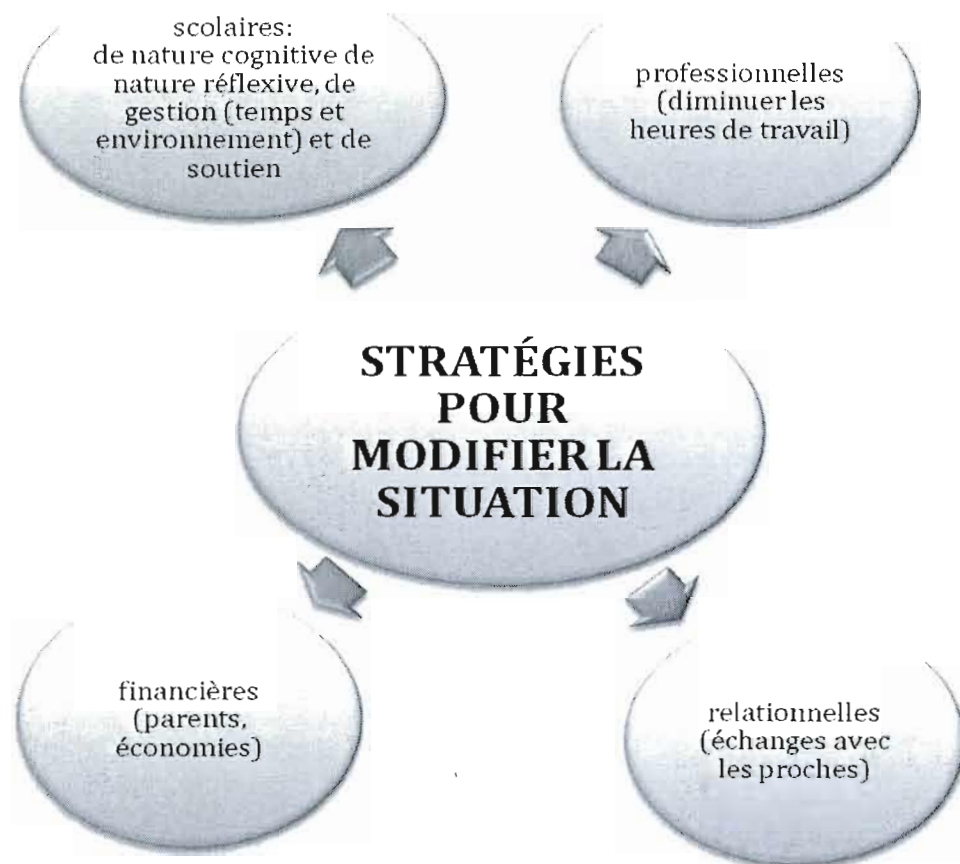 scolaires:
de nature cognitive de
nature réflexive, de
gestion (temps et
environnement) et de
soutien
professionnelles
(diminuer les
heures de travail)
STRATÉGIES
POUR
MODIFIER LA
SITUATION
financières
(parents,
économies)
relationnelles
(échanges avec
les proches)